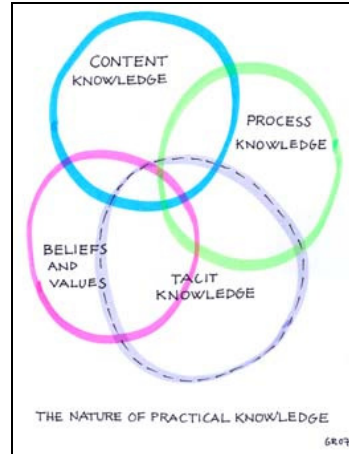 CONTENT
KNOWLEDGE
PROCESS
KNOWLEDGE
BELIEFS
AND
VALUES
TACIT
KNOWLEDGE
THE NATURE OF PRACTICAL KNOWLEDGE
GR07